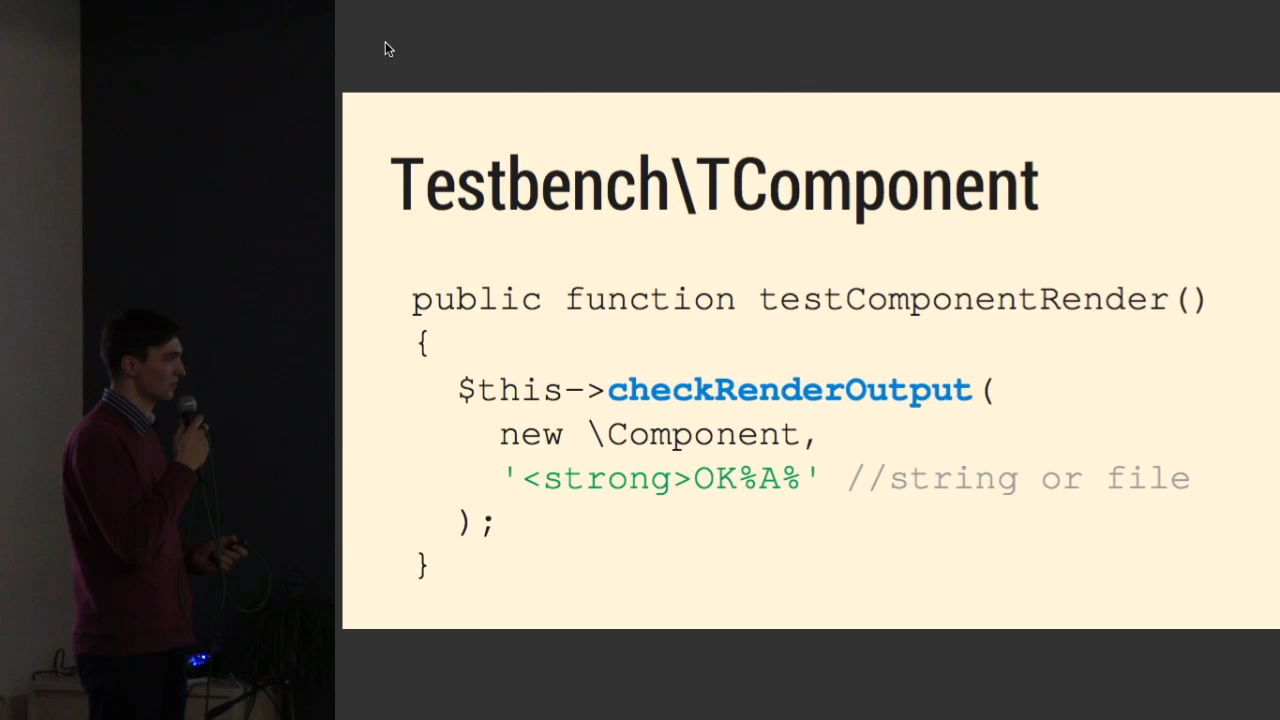 Testbench\TComponent
public function testComponentRender()
{
$this->checkRenderOutput(
new \Component,
'<strong>OK%A%' //string or file
);
}